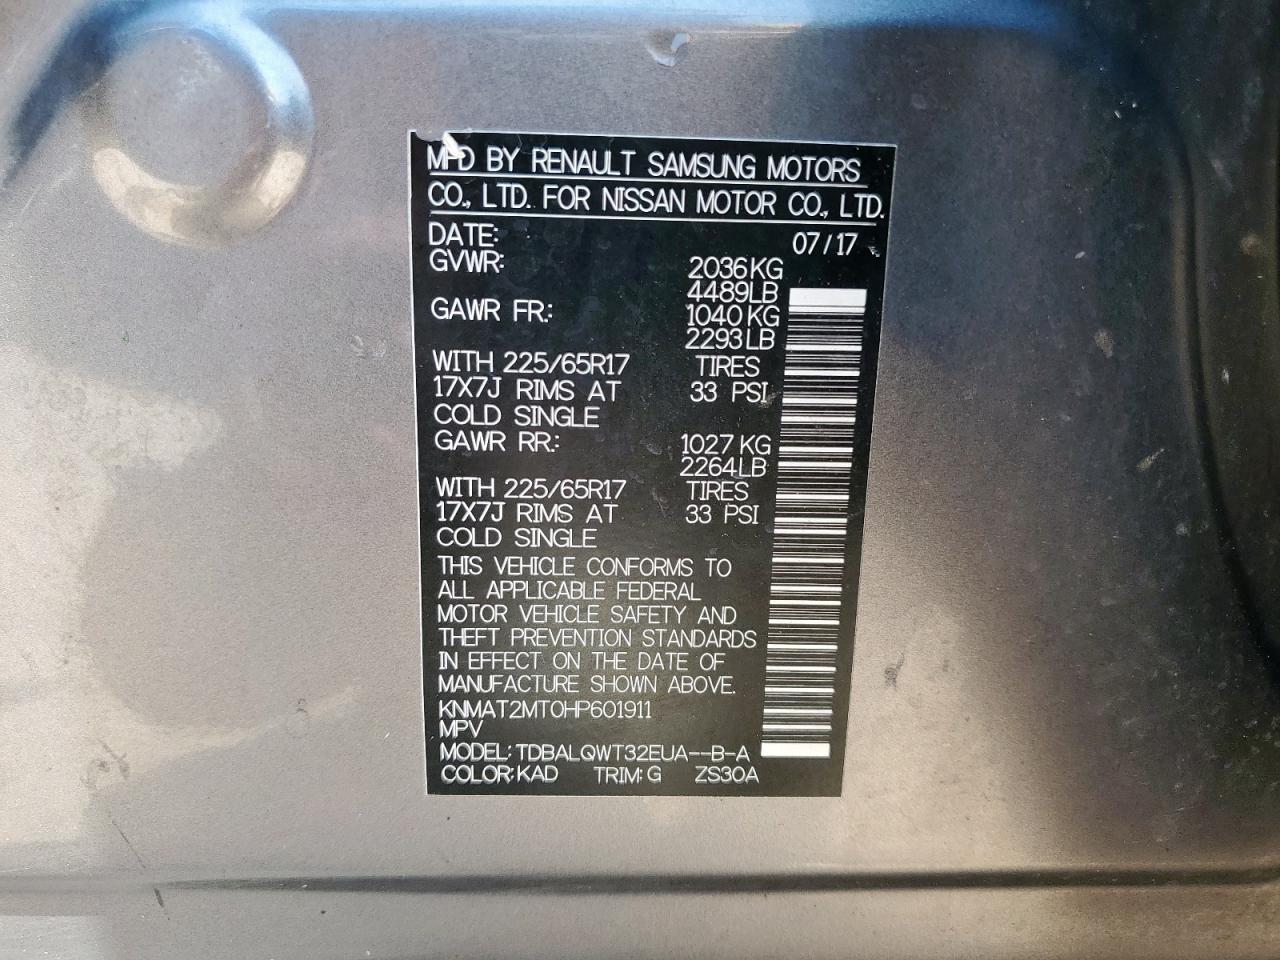 MFD BY RENAULT SAMSUNG MOTORS
CO., LTD. FOR NISSAN MOTOR CO., LTD.
DATE: 07/17
GVWR: 2036KG
4489LB
GAWR FR.: 1040KG
2293LB
WITH 225/65R17 TIRES
17X7J RIMS AT 33 PSI
COLD SINGLE
GAWR RR.: 1027 KG
2264LB
WITH 225/65R17 TIRES
17X7J RIMS AT 33 PSI
COLD SINGLE
THIS VEHICLE CONFORMS TO
ALL APPLICABLE FEDERAL
MOTOR VEHICLE SAFETY AND
THEFT PREVENTION STANDARDS
IN EFFECT ON THE DATE OF
MANUFACTURE SHOWN ABOVE.
KNMAT2MT0HP601911
MPV
MODEL: TDBALQWT32EUA--B-A
COLOR: KAD TRIM: G ZS30A